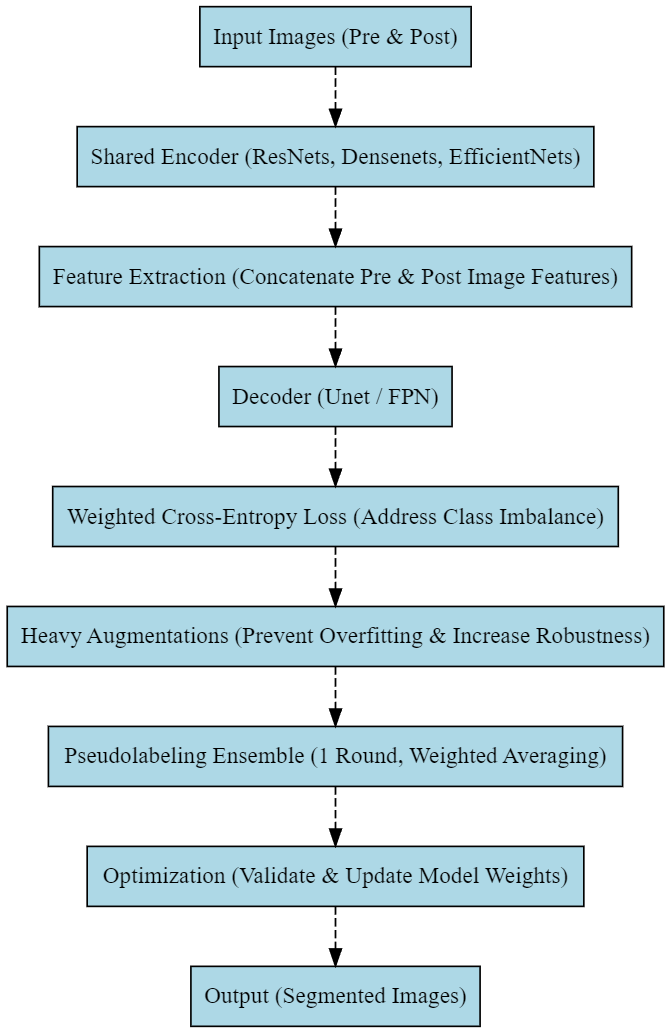 Input Images (Pre & Post)
Shared Encoder (ResNets, Densenets, EfficientNets)
Feature Extraction (Concatenate Pre & Post Image Features)
Decoder (Unet / FPN)
Weighted Cross-Entropy Loss (Address Class Imbalance)
Heavy Augmentations (Prevent Overfitting & Increase Robustness)
Pseudolabeling Ensemble (1 Round, Weighted Averaging)
Optimization (Validate & Update Model Weights)
Output (Segmented Images)